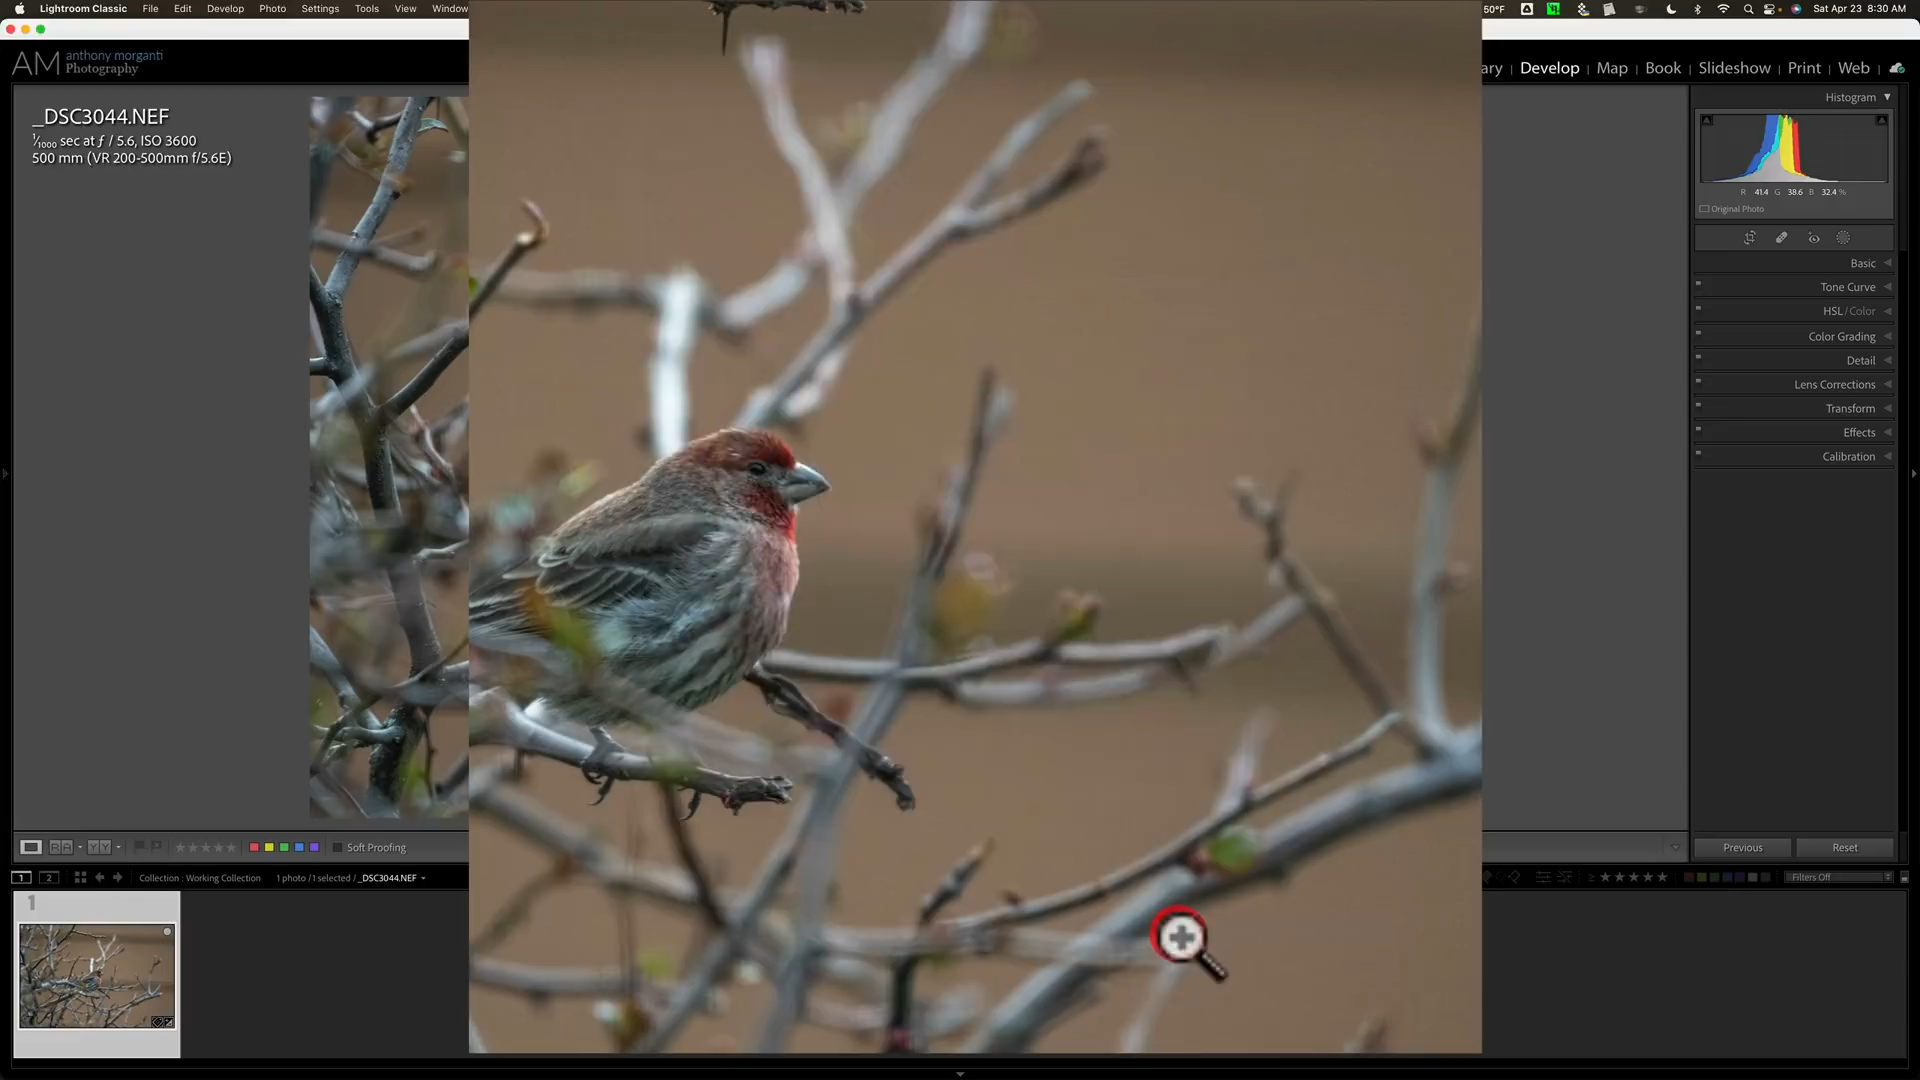 Lightroom Classic File Edit Develop Photo Settings Tools View Window
50°F Sat Apr 23 8:30 AM
AM anthony morganti
Photography
ary | Develop | Map | Book | Slideshow | Print | Web
_DSC3044.NEF
1/1000 sec at ƒ / 5.6, ISO 3600
500 mm (VR 200-500mm f/5.6E)
Histogram
R 41.4 G 38.6 B 32.4 %
Original Photo
Basic
Tone Curve
HSL / Color
Color Grading
Detail
Lens Corrections
Transform
Effects
Calibration
Soft Proofing
Previous Reset
1 2 Collection : Working Collection 1 photo / 1 selected / _DSC3044.NEF
Filters Off
1